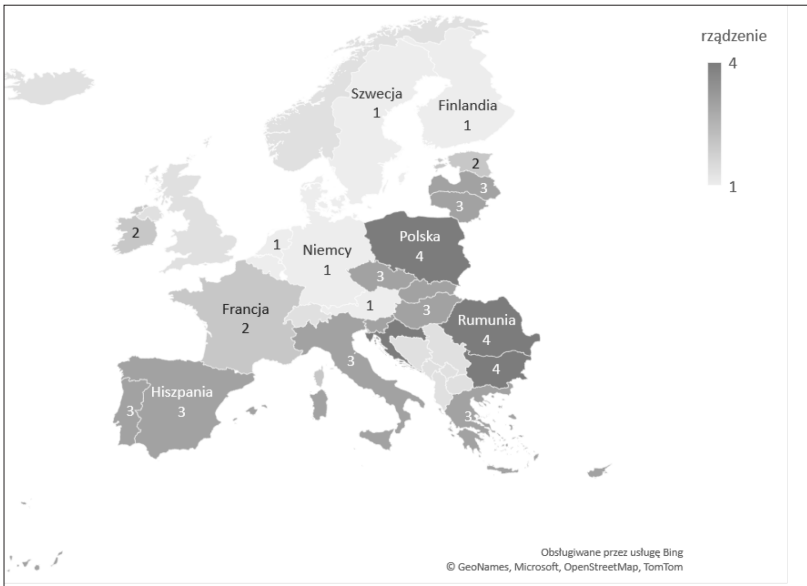 rządzenie
4
1
Szwecja
1
Finlandia
1
2
3
3
2
1
Niemcy
1
Polska
4
3
1
3
Francja
2
Rumunia
4
4
3
Hiszpania
3
3
3
Obsługiwane przez usługę Bing
© GeoNames, Microsoft, OpenStreetMap, TomTom